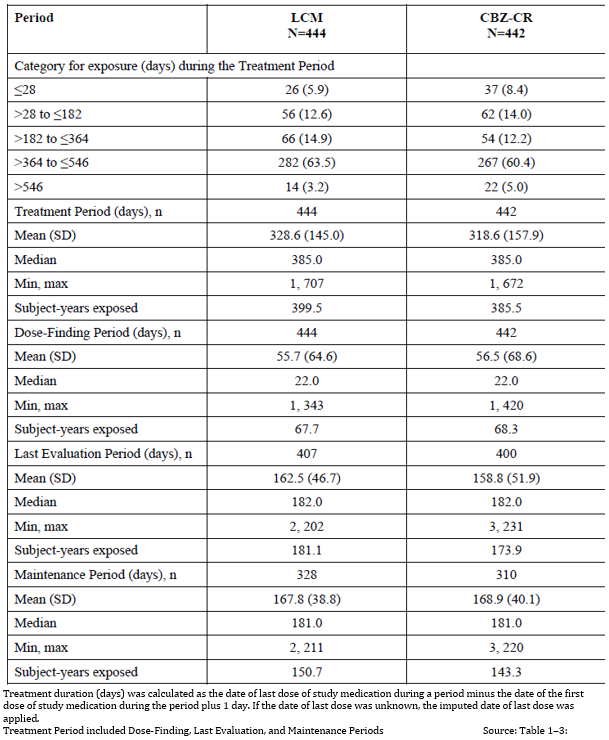 Period LCM CBZ-CR
N=444 N=442
Category for exposure (days) during the Treatment Period
≤28 26 (5.9) 37 (8.4)
>28 to ≤182 56 (12.6) 62 (14.0)
>182 to ≤364 66 (14.9) 54 (12.2)
>364 to ≤546 282 (63.5) 267 (60.4)
>546 14 (3.2) 22 (5.0)
Treatment Period (days), n 444 442
Mean (SD) 328.6 (145.0) 318.6 (157.9)
Median 385.0 385.0
Min, max 1, 707 1, 672
Subject-years exposed 399.5 385.5
Dose-Finding Period (days), n 444 442
Mean (SD) 55.7 (64.6) 56.5 (68.6)
Median 22.0 22.0
Min, max 1, 343 1, 420
Subject-years exposed 67.7 68.3
Last Evaluation Period (days), n 407 400
Mean (SD) 162.5 (46.7) 158.8 (51.9)
Median 182.0 182.0
Min, max 2, 202 3, 231
Subject-years exposed 181.1 173.9
Maintenance Period (days), n 328 310
Mean (SD) 167.8 (38.8) 168.9 (40.1)
Median 181.0 181.0
Min, max 2, 211 3, 220
Subject-years exposed 150.7 143.3
Treatment duration (days) was calculated as the date of last dose of study medication during a period minus the date of the first
dose of study medication during the period plus 1 day. If the date of last dose was unknown, the imputed date of last dose was
applied.
Treatment Period included Dose-Finding, Last Evaluation, and Maintenance Periods Source: Table 1–3: